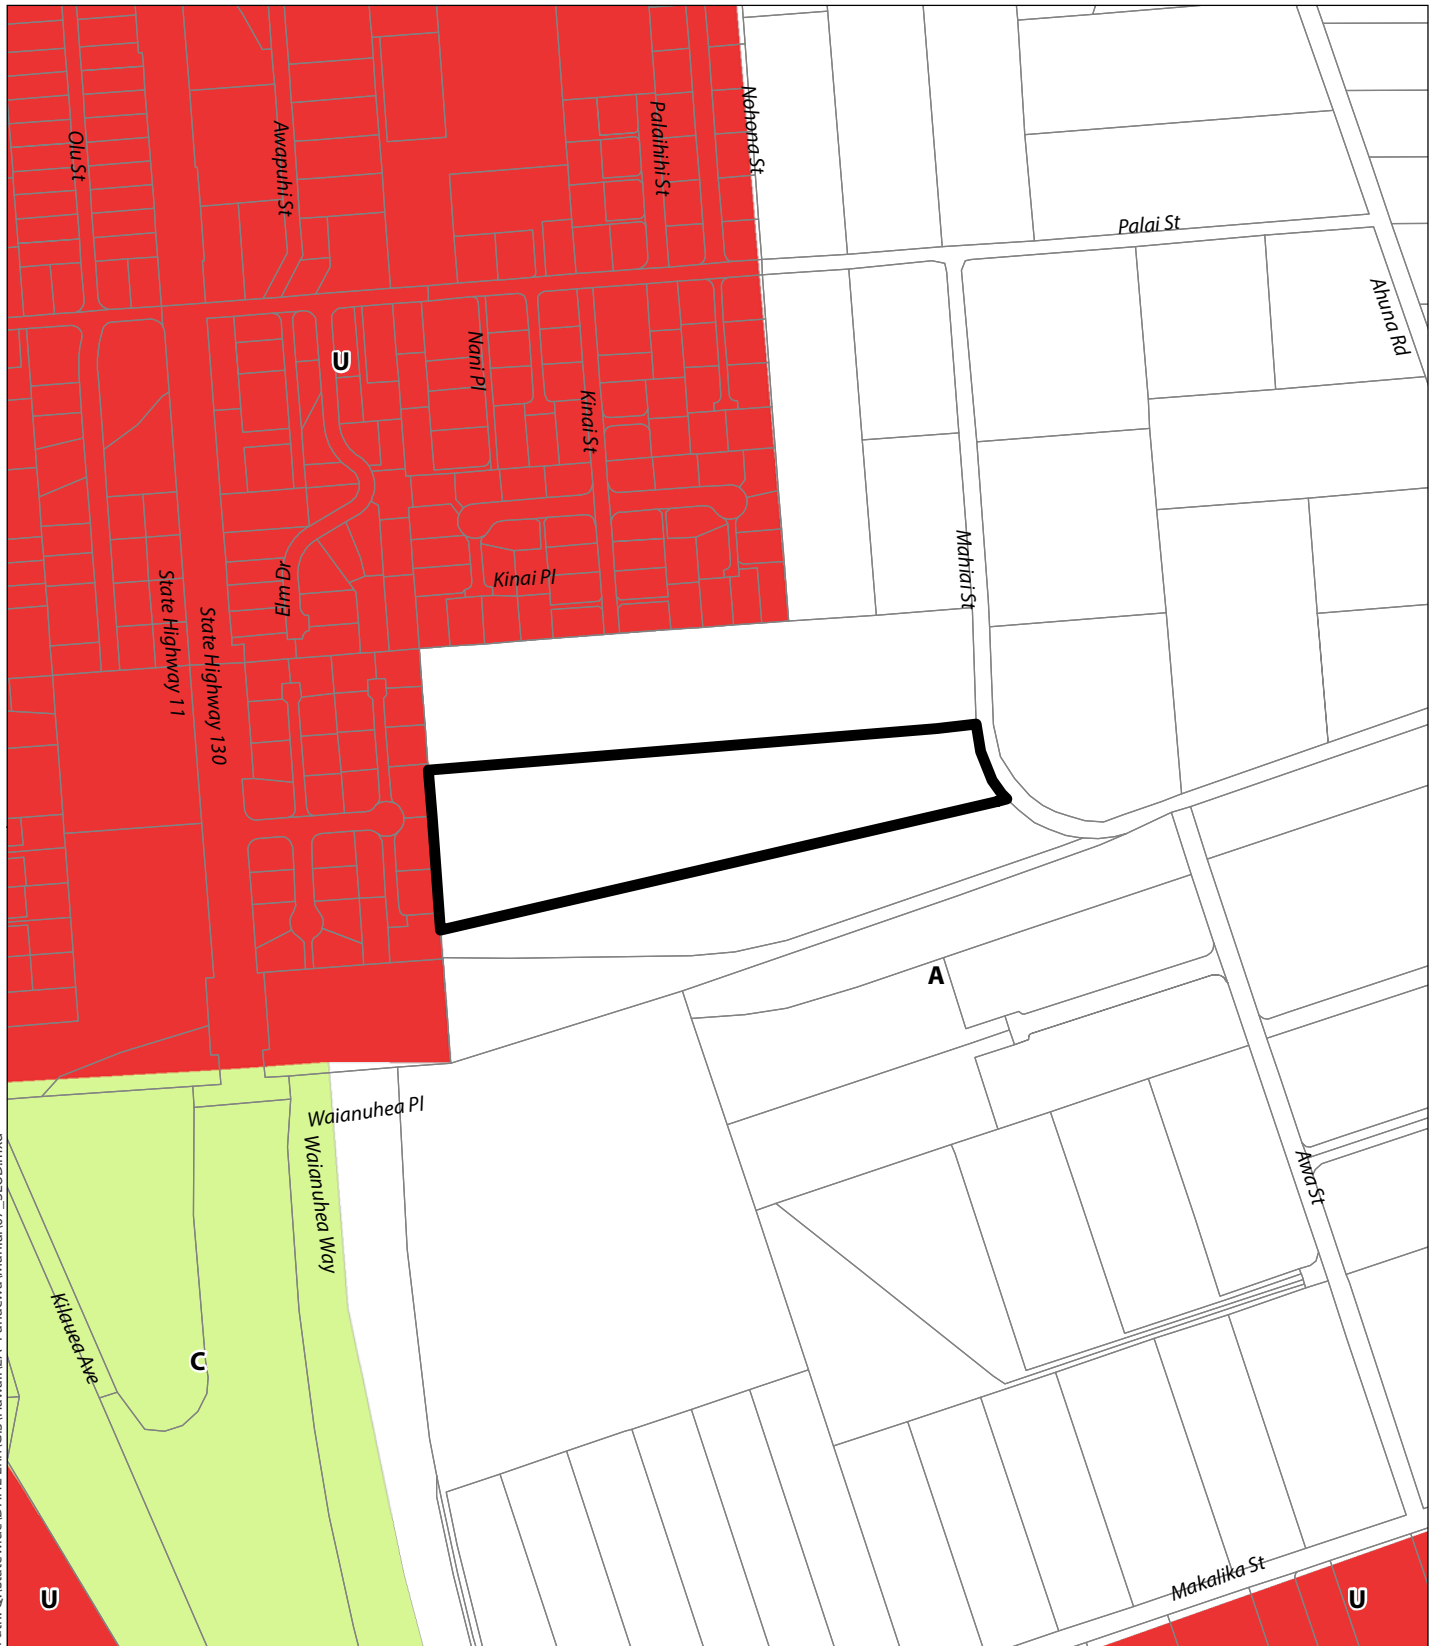 Olu St
Awapuhi St
Palaihihi St
Nohona St
Palai St
Ahuna Rd
U
Nani Pl
Kinai St
Mahiai St
Elm Dr
Kinai Pl
State Highway 11
State Highway 130
A
Waianuhea Pl
Waianuhea Way
Awa St
Kilauea Ave
C
Makalika St
U
U